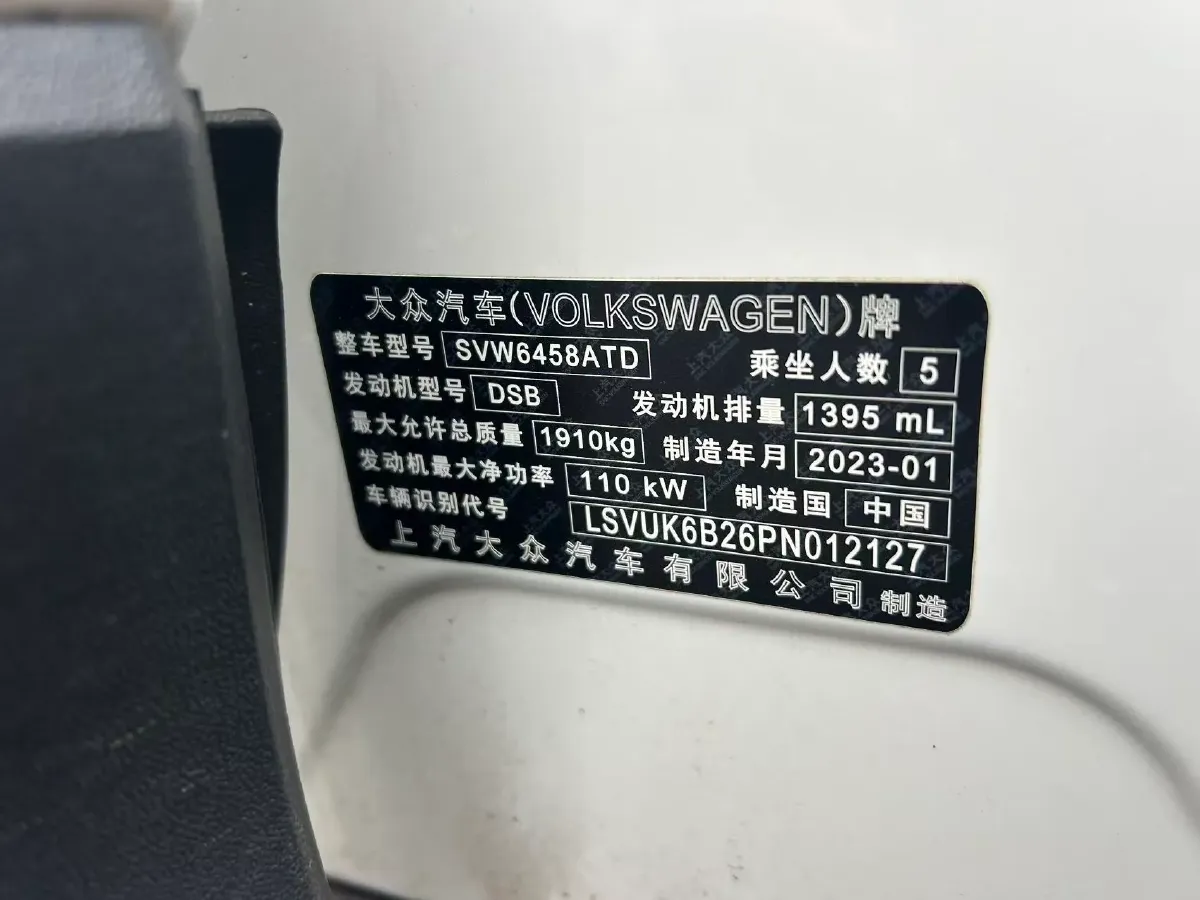 大众汽车(VOLKSWAGEN)牌
整车型号 SVW6458ATD 乘坐人数 5
发动机型号 DSB 发动机排量 1395 mL
最大允许总质量 1910kg 制造年月 2023-01
发动机最大净功率 110 kW 制造国 中国
车辆识别代号 LSVUK6B26PN012127
上汽大众汽车有限公司 制造